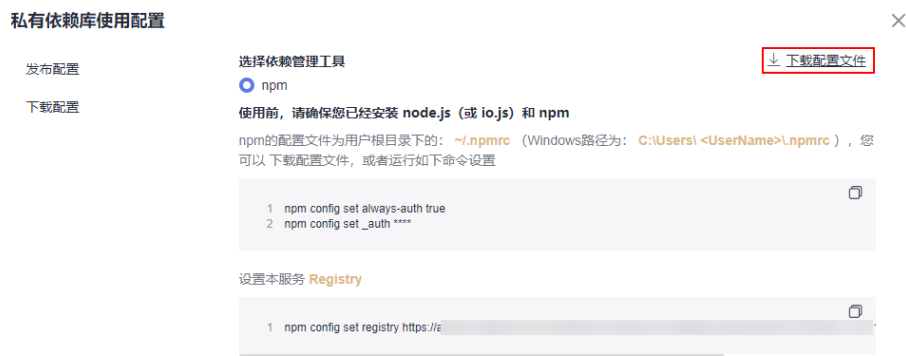 私有依赖库使用配置
发布配置
下载配置
选择依赖管理工具
下载配置文件
npm
使用前，请确保您已经安装 node.js（或 io.js）和 npm
npm的配置文件为用户根目录下的： ~/.npmrc （Windows路径为： C:\Users\ <UserName>\.npmrc ），您
可以 下载配置文件，或者运行如下命令设置
1 npm config set always-auth true
2 npm config set _auth ****
设置本服务 Registry
1 npm config set registry https://a